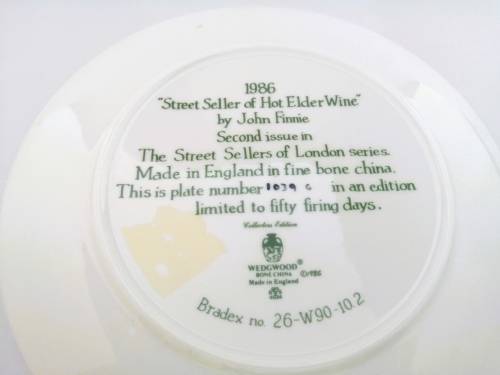 1986
"Street Seller of Hot Elder Wine"
by John Finnie
Second issue in
The Street Sellers of London series.
Made in England in fine bone china.
This is plate number 1039 C in an edition
limited to fifty firing days.
Collectors Edition
WEDGWOOD®
BONE CHINA ©1986
Made in England
Bradex no. 26-W90-10.2